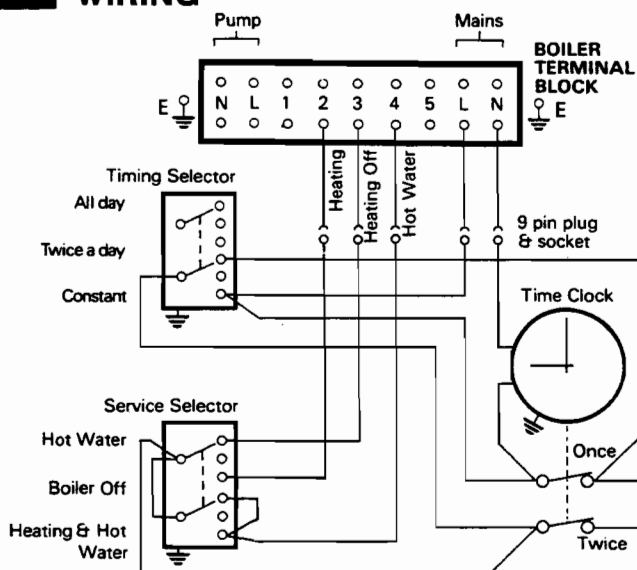 WIRING
Pump
Mains
BOILER
TERMINAL
BLOCK
E N L 1 2 3 4 5 L N E
Heating
Heating Off
Hot Water
Timing Selector
All day
Twice a day
Constant
9 pin plug
& socket
Time Clock
Service Selector
Hot Water
Boiler Off
Heating & Hot
Water
Once
Twice